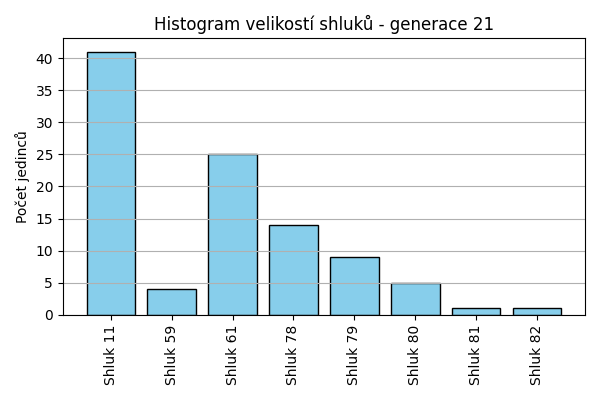 Histogram velikostí shluků - generace 21
Počet jedinců
40
35
30
25
20
15
10
5
0
Shluk 11
Shluk 59
Shluk 61
Shluk 78
Shluk 79
Shluk 80
Shluk 81
Shluk 82